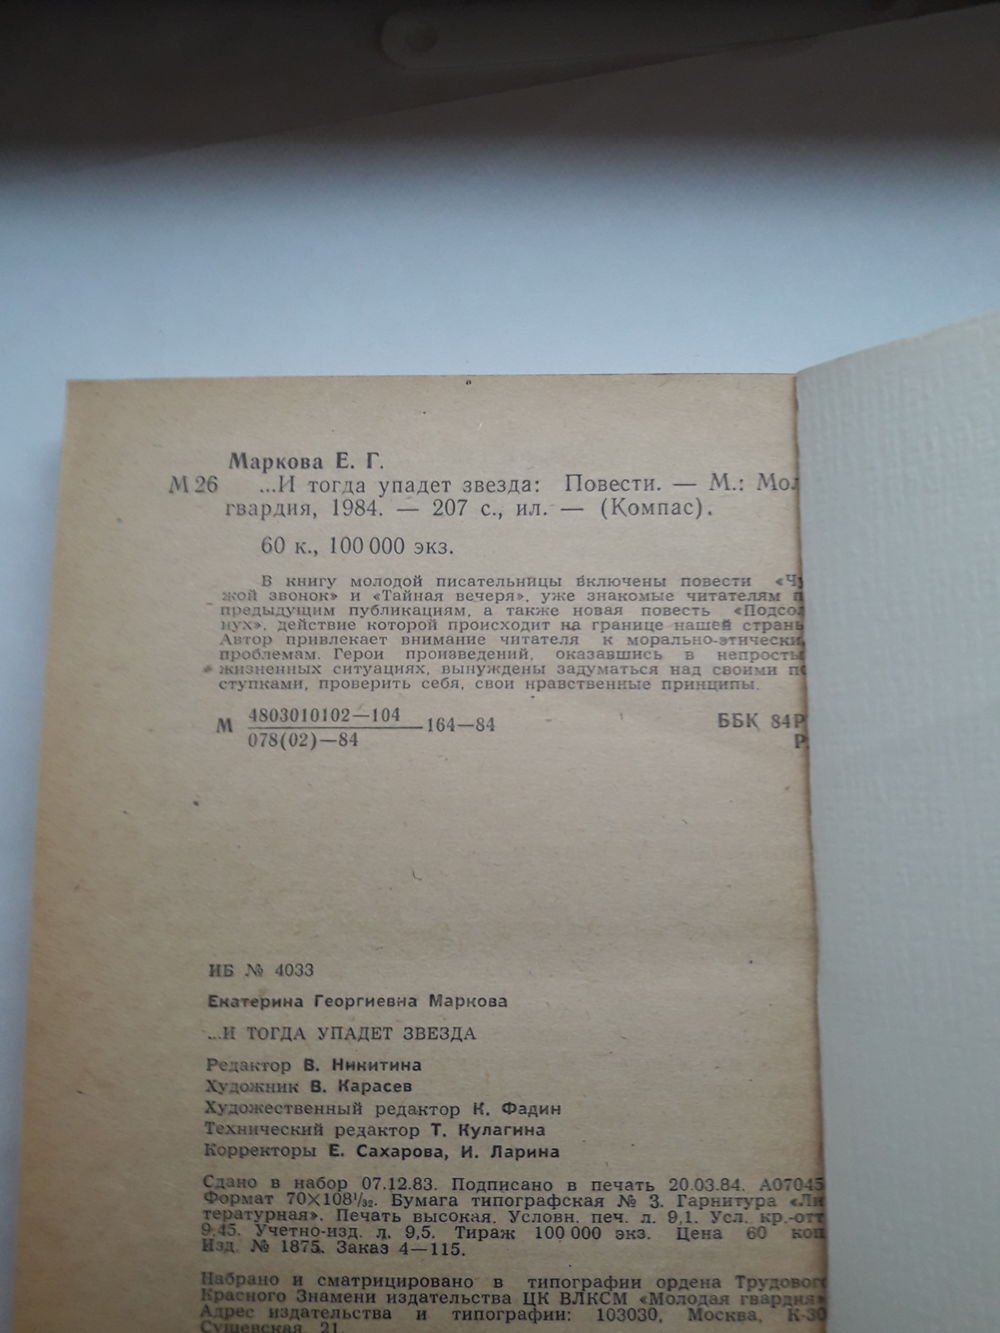 Маркова Е. Г.
М 26 ...И тогда упадет звезда: Повести. — М.: Мол
гвардия, 1984. — 207 с., ил. — (Компас).
60 к., 100 000 экз.
В книгу молодой писательницы включены повести «Чу
жой звонок» и «Тайная вечеря», уже знакомые читателям п
предыдущим публикациям, а также новая повесть «Подсол
нух», действие которой происходит на границе нашей стран
Автор привлекает внимание читателя к морально-этически
проблемам. Герои произведений, оказавшись в непросты
жизненных ситуациях, вынуждены задуматься над своими по
ступками, проверить себя, свои нравственные принципы.
М 4803010102—104
078(02)—84 164—84 ББК 84Р
Р
ИБ № 4033
Екатерина Георгиевна Маркова
...И ТОГДА УПАДЕТ ЗВЕЗДА
Редактор В. Никитина
Художник В. Карасев
Художественный редактор К. Фадин
Технический редактор Т. Кулагина
Корректоры Е. Сахарова, И. Ларина
Сдано в набор 07.12.83. Подписано в печать 20.03.84. А07045
Формат 70×108¹/₃₂. Бумага типографская № 3. Гарнитура «Ли
тературная». Печать высокая. Условн. печ. л. 9,1. Усл. кр.-отт
9,45. Учетно-изд. л. 9,5. Тираж 100 000 экз. Цена 60 коп
Изд. № 1875. Заказ 4—115.
Набрано и сматрицировано в типографии ордена Трудового
Красного Знамени издательства ЦК ВЛКСМ «Молодая гвардия»
Адрес издательства и типографии: 103030, Москва, К-30
Сущевская, 21.